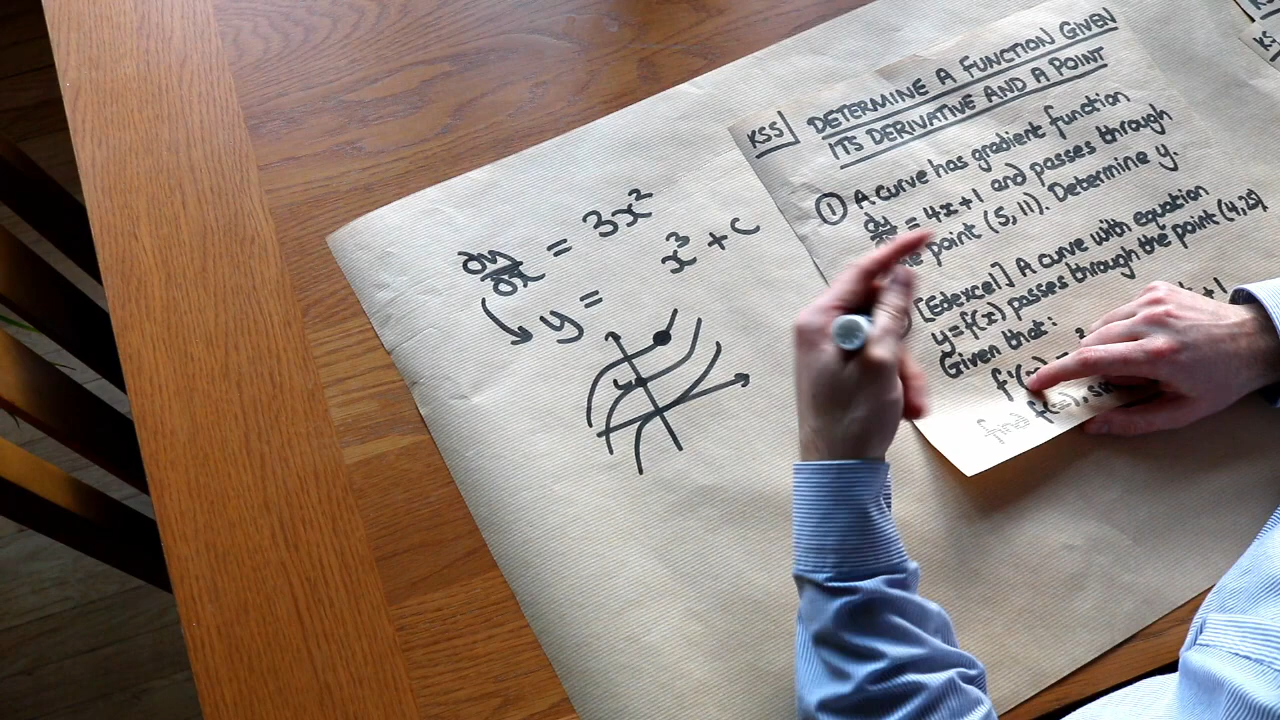 dy/dx = 3x²
y = x³ + c
KSS
DETERMINE A FUNCTION GIVEN
ITS DERIVATIVE AND A POINT
① A curve has gradient function
dy/dx = 4x+1 and passes through
point (5, 11). Determine y.
[Edexcel] A curve with equation
y=f(x) passes through the point (4,25)
Given that: